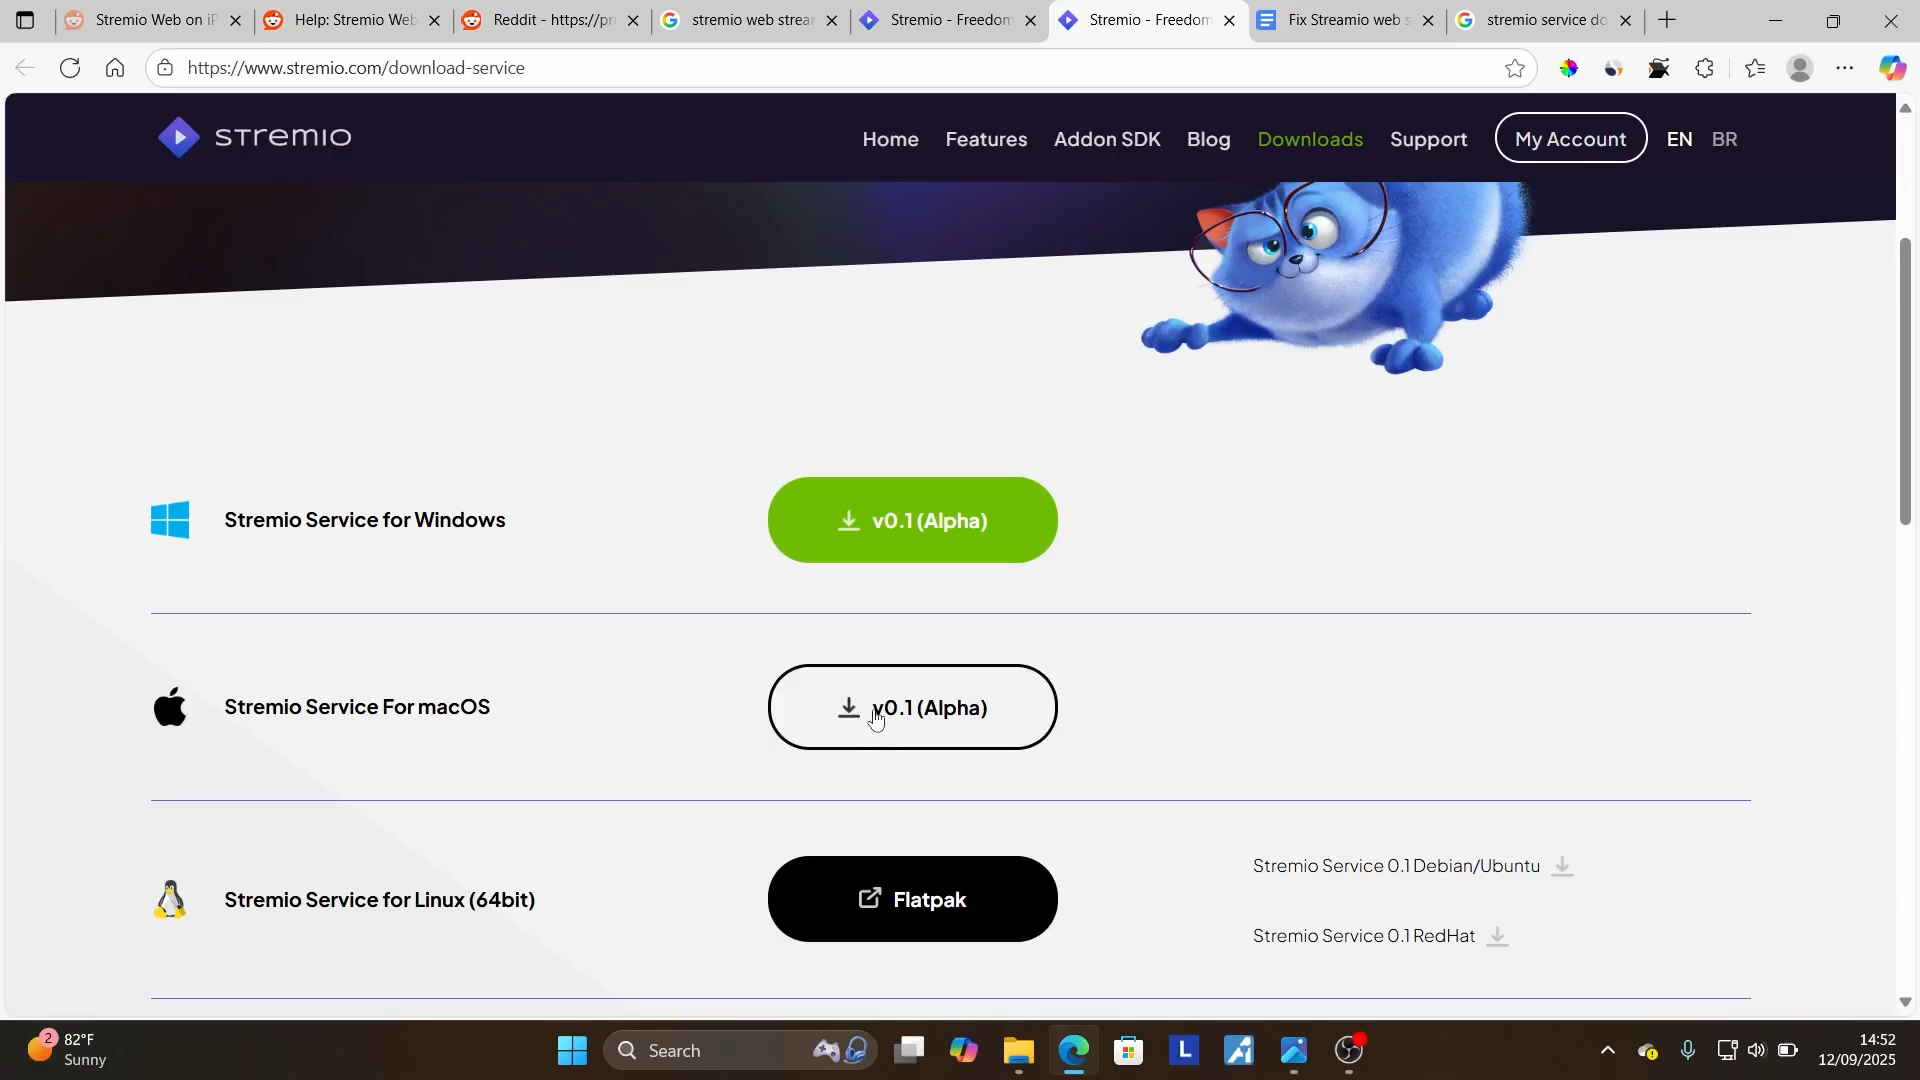 Stremio Web on iP
Help: Stremio Web
Reddit - https://pr
stremio web strea
Stremio - Freedom
Stremio - Freedom
Fix Streamio web s
stremio service do
https://www.stremio.com/download-service
stremio
Home
Features
Addon SDK
Blog
Downloads
Support
My Account
EN
BR
Stremio Service for Windows
v0.1 (Alpha)
Stremio Service For macOS
v0.1 (Alpha)
Stremio Service for Linux (64bit)
Flatpak
Stremio Service 0.1 Debian/Ubuntu
Stremio Service 0.1 RedHat
2
82°F
Sunny
Search
L
14:52
12/09/2025